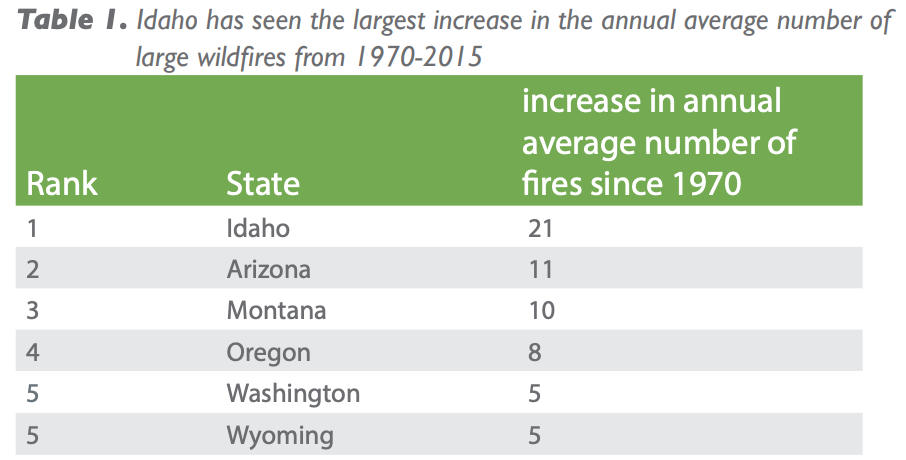 Table 1. Idaho has seen the largest increase in the annual average number of
large wildfires from 1970-2015
Rank State increase in annual
average number of
fires since 1970
1 Idaho 21
2 Arizona 11
3 Montana 10
4 Oregon 8
5 Washington 5
5 Wyoming 5